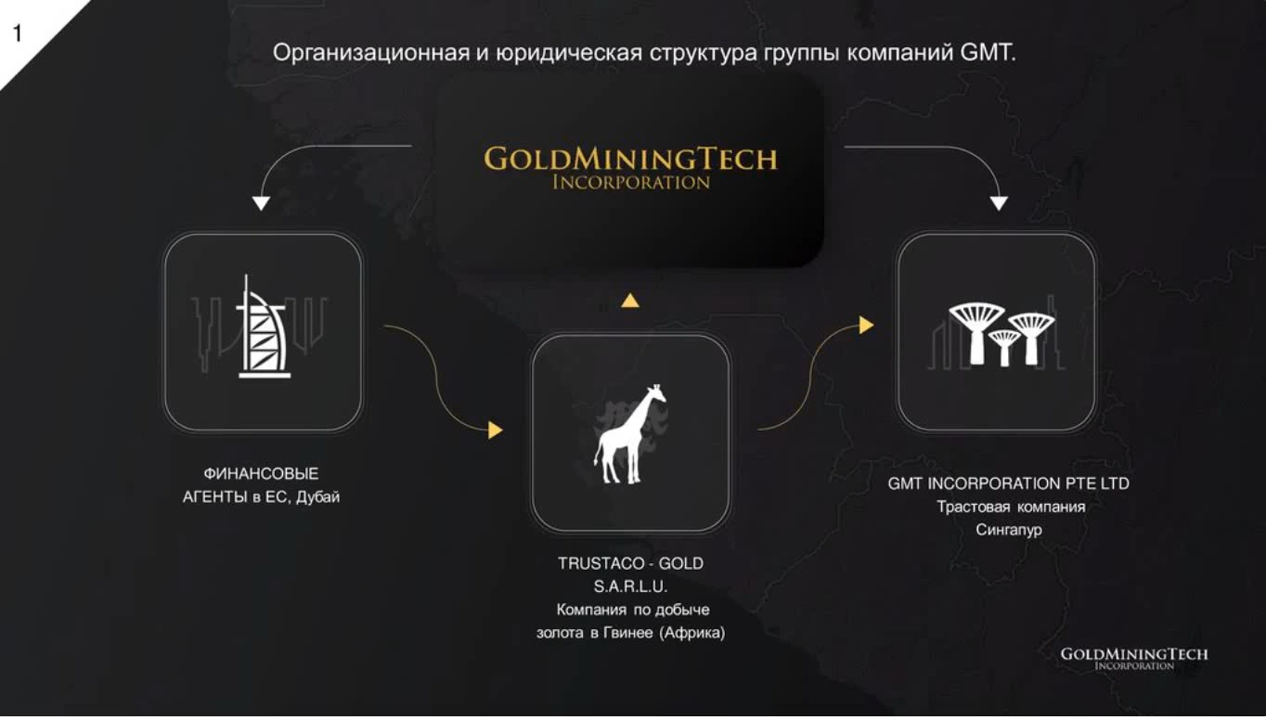 1
Организационная и юридическая структура группы компаний GMT.
GOLDMININGTECH
INCORPORATION
ФИНАНСОВЫЕ
АГЕНТЫ в ЕС, Дубай
TRUSTACO - GOLD
S.A.R.L.U.
Компания по добыче
золота в Гвинее (Африка)
GMT INCORPORATION PTE LTD
Трастовая компания
Сингапур
GOLDMININGTECH
INCORPORATION